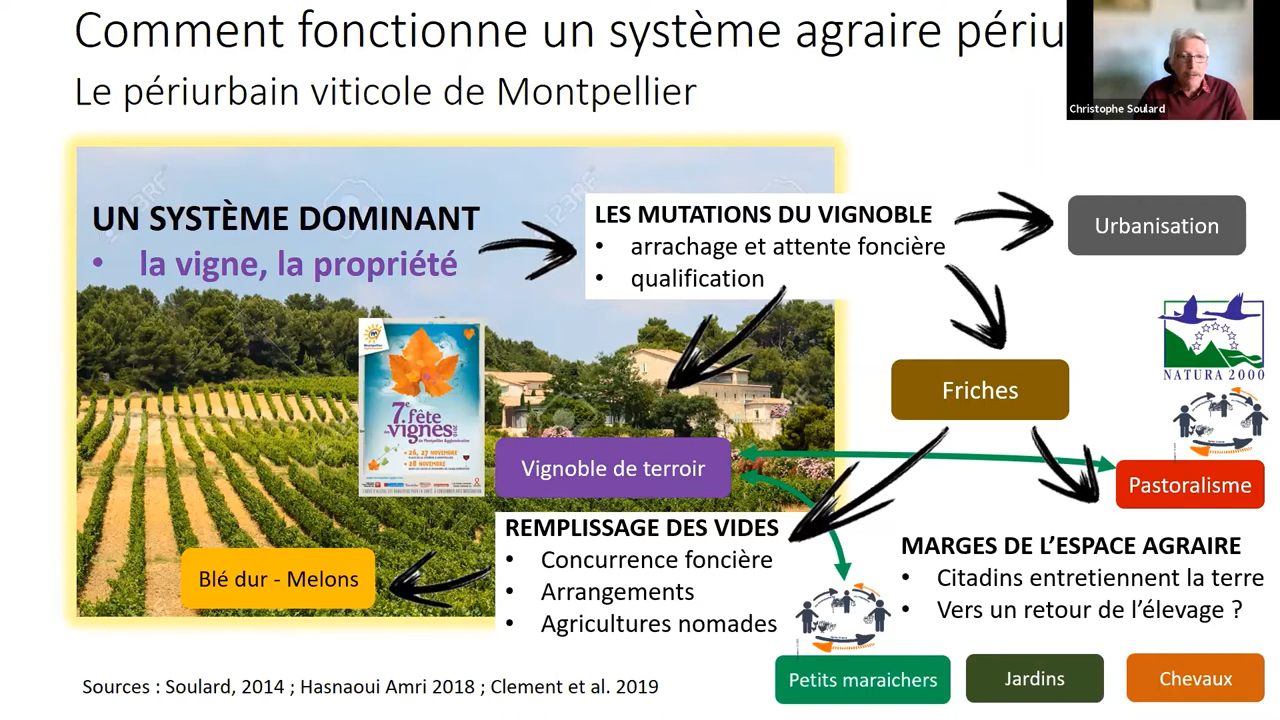 Comment fonctionne un système agraire périu
Le périurbain viticole de Montpellier
Christophe Soulard
UN SYSTÈME DOMINANT
• la vigne, la propriété
LES MUTATIONS DU VIGNOBLE
• arrachage et attente foncière
• qualification
Urbanisation
NATURA 2000
Friches
7e fête
des vignes
de Montpellier Agglomération
• 26, 27 NOVEMBRE
• 28 NOVEMBRE
Vignoble de terroir
Pastoralisme
REMPLISSAGE DES VIDES
• Concurrence foncière
• Arrangements
• Agricultures nomades
MARGES DE L'ESPACE AGRAIRE
• Citadins entretiennent la terre
• Vers un retour de l'élevage ?
Blé dur - Melons
Petits maraichers
Jardins
Chevaux
Sources : Soulard, 2014 ; Hasnaoui Amri 2018 ; Clement et al. 2019
123RF